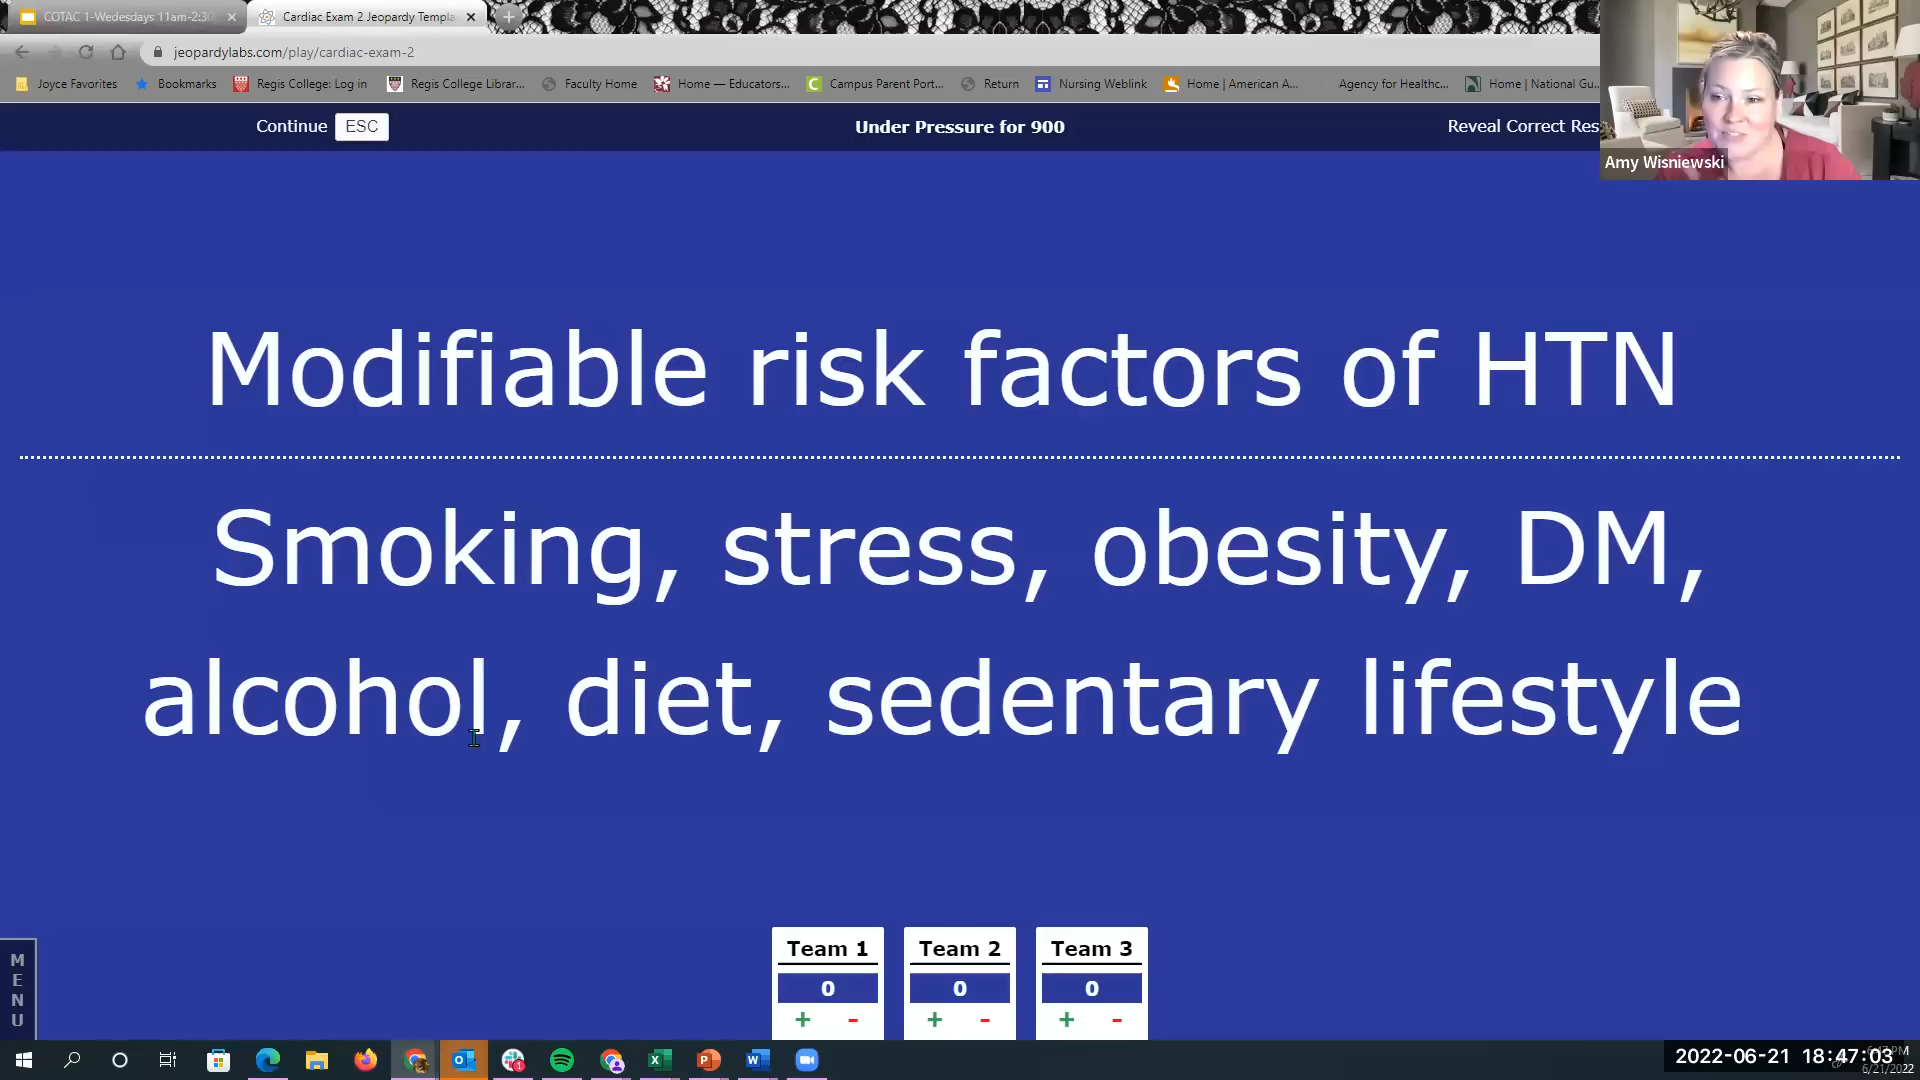 COTAC 1-Wedesdays 11am-2:30
Cardiac Exam 2 Jeopardy Templa
jeopardylabs.com/play/cardiac-exam-2
Joyce Favorites
Bookmarks
Regis College: Log in
Regis College Librar...
Faculty Home
Home — Educators...
Campus Parent Port...
Return
Nursing Weblink
Home | American A...
Agency for Healthc...
Home | National Gu...
Continue ESC
Under Pressure for 900
Reveal Correct Res
Amy Wisniewski
Modifiable risk factors of HTN
Smoking, stress, obesity, DM,
alcohol, diet, sedentary lifestyle
MENU
Team 1
0
+ -
Team 2
0
+ -
Team 3
0
+ -
2022-06-21 18:47:03
6/21/2022